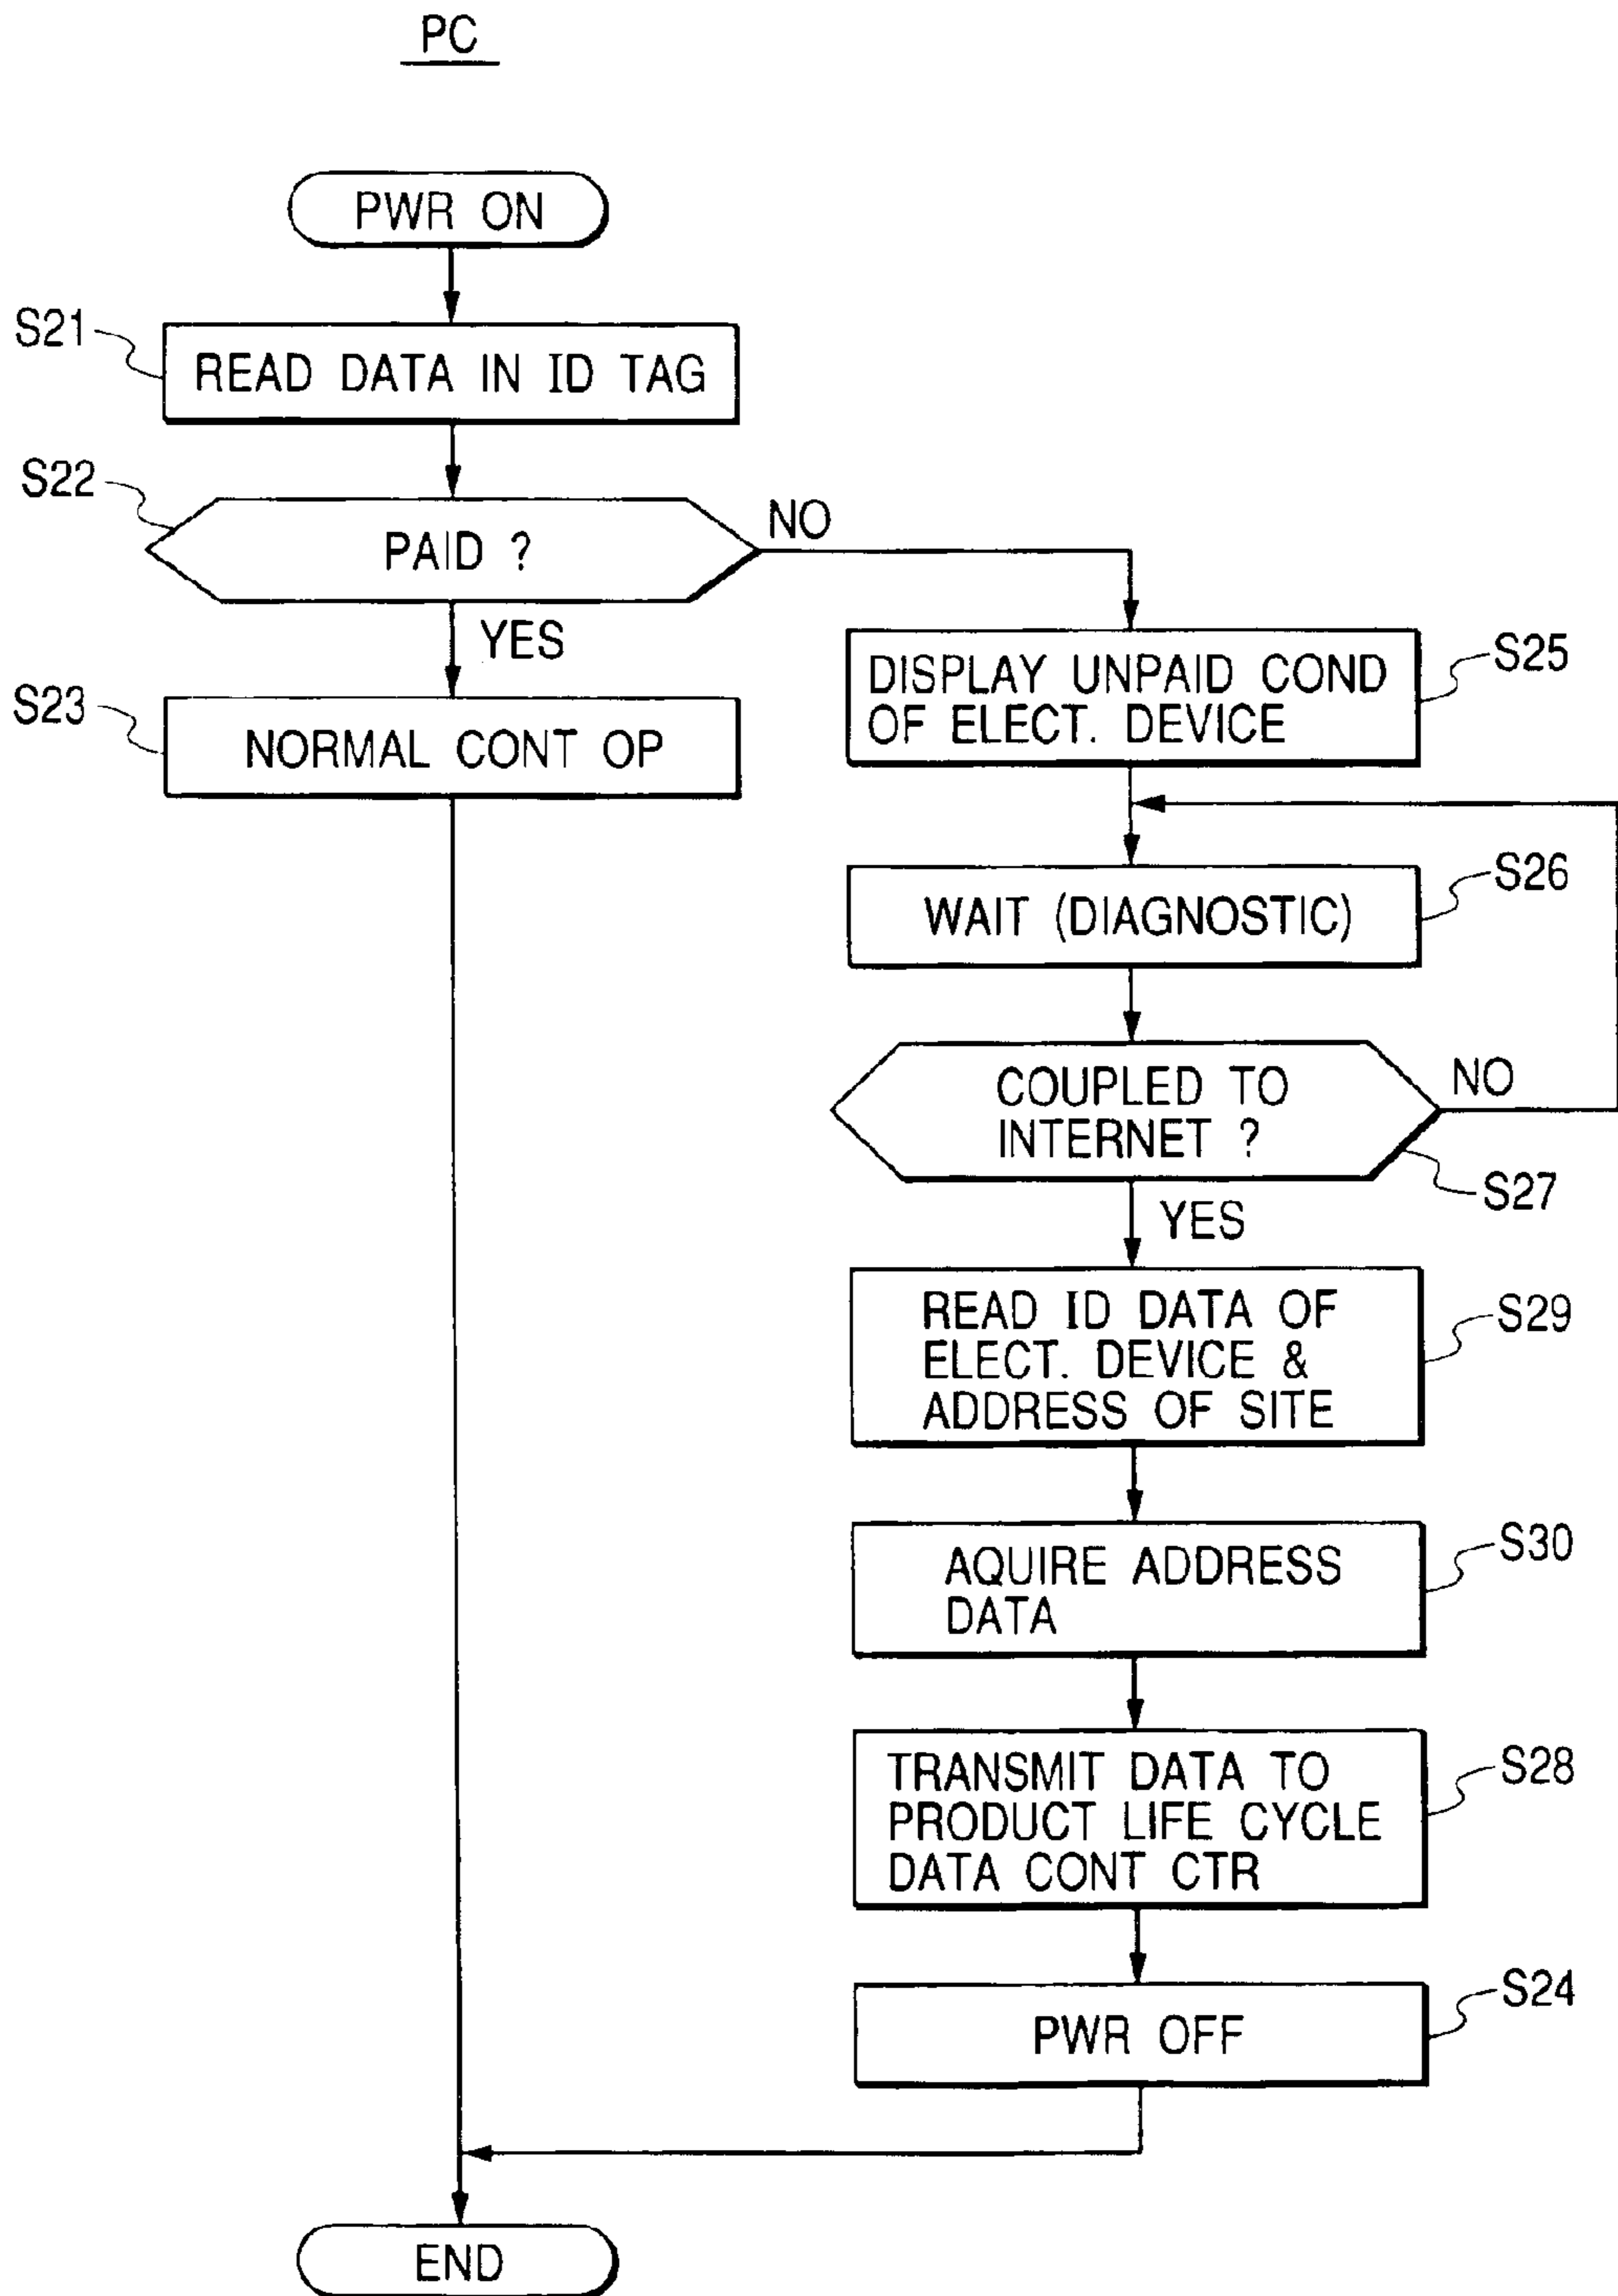 PC
PWR ON
S21
READ DATA IN ID TAG
S22
PAID ?
NO
YES
S23
NORMAL CONT OP
DISPLAY UNPAID COND
OF ELECT. DEVICE
S25
WAIT (DIAGNOSTIC)
S26
COUPLED TO
INTERNET ?
NO
S27
YES
READ ID DATA OF
ELECT. DEVICE &
ADDRESS OF SITE
S29
AQUIRE ADDRESS
DATA
S30
TRANSMIT DATA TO
PRODUCT LIFE CYCLE
DATA CONT CTR
S28
PWR OFF
S24
END